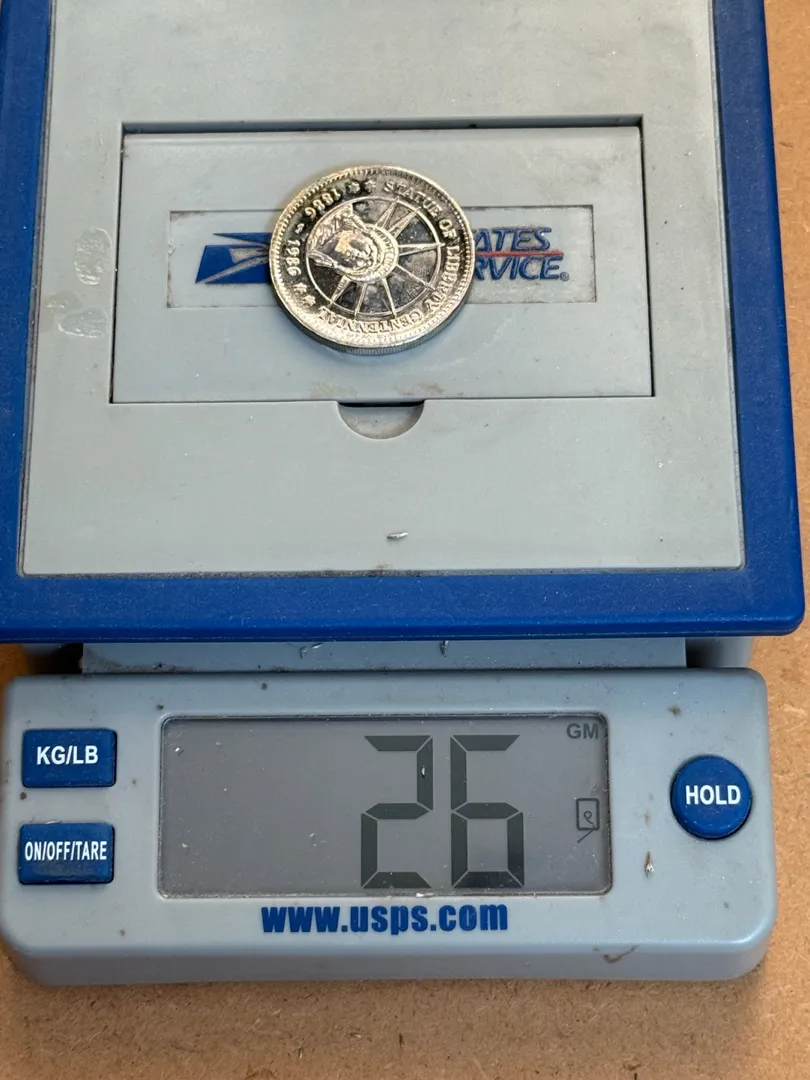 STATUE OF LIBERTY CENTENNIAL
1886 - 1986
ATES
RVICE®
GM
KG/LB
26
HOLD
ON/OFF/TARE
www.usps.com